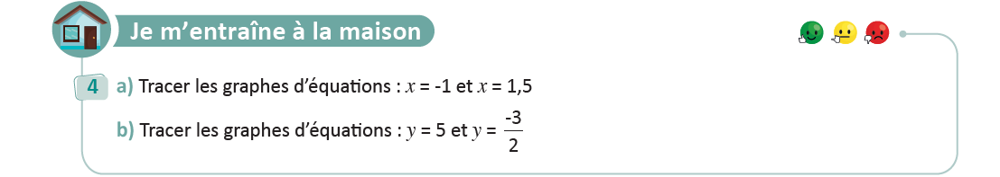 Je m'entraîne à la maison
4 a) Tracer les graphes d'équations : x = -1 et x = 1,5
b) Tracer les graphes d'équations : y = 5 et y = -3/2